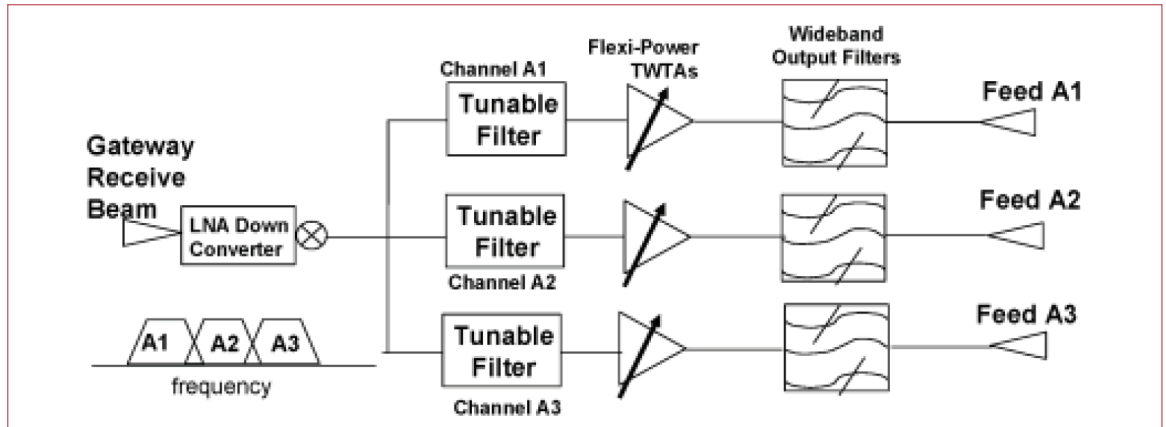 Gateway
Receive
Beam
LNA Down
Converter
A1
A2
A3
frequency
Channel A1
Tunable
Filter
Flexi-Power
TWTAs
Wideband
Output Filters
Feed A1
Tunable
Filter
Channel A2
Feed A2
Tunable
Filter
Channel A3
Feed A3